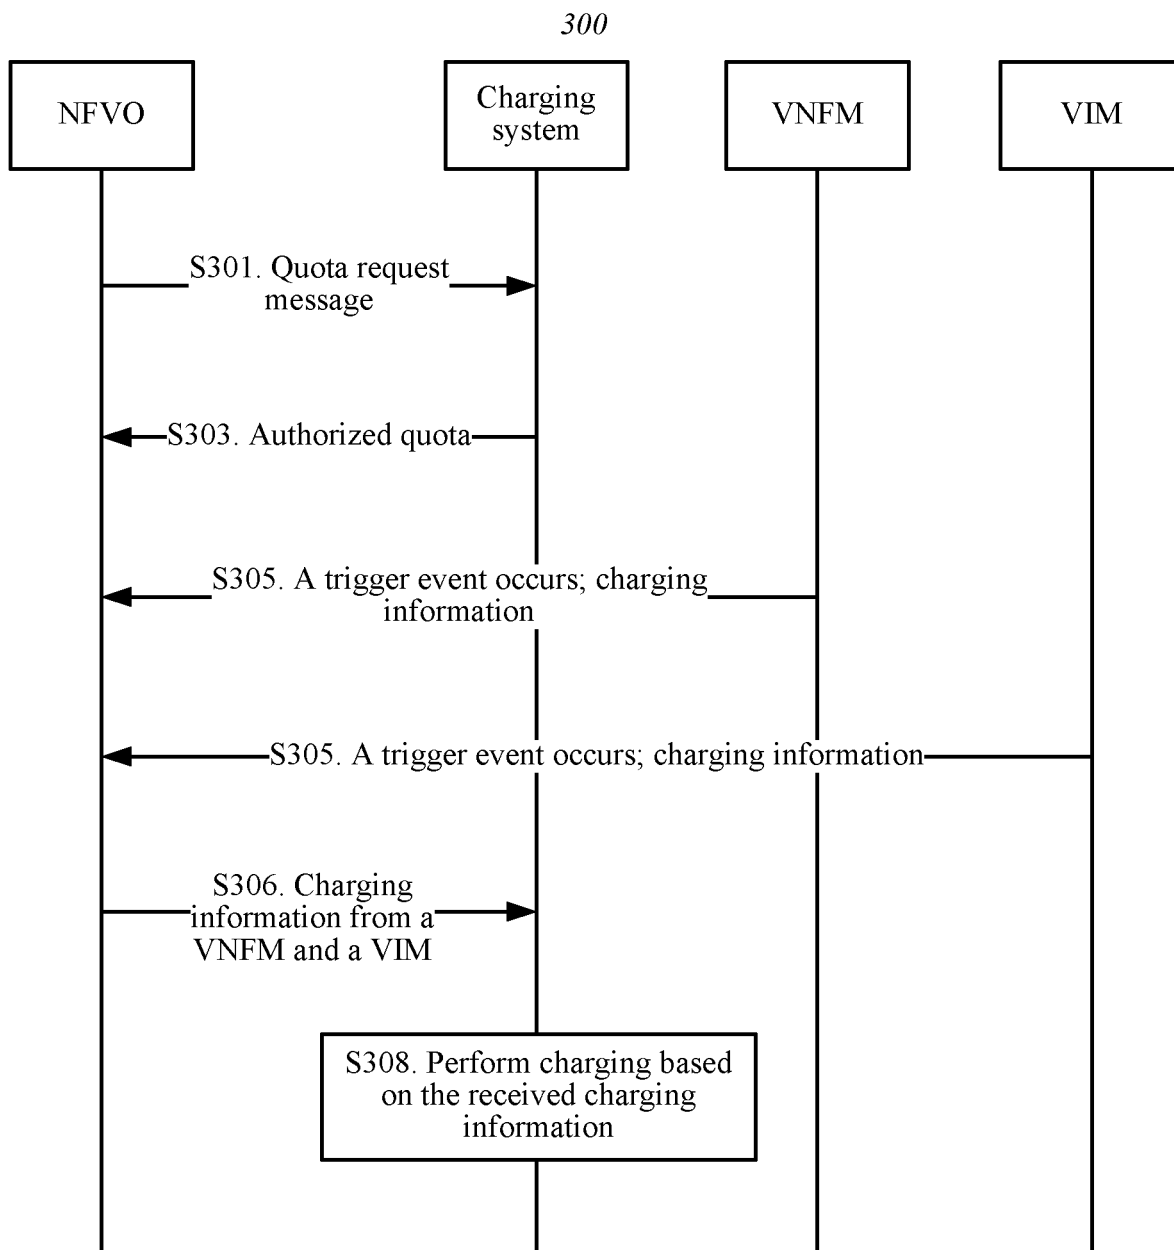 300
NFVO
Charging
system
VNFM
VIM
S301. Quota request
message
S303. Authorized quota
S305. A trigger event occurs; charging
information
S305. A trigger event occurs; charging information
S306. Charging
information from a
VNFM and a VIM
S308. Perform charging based
on the received charging
information